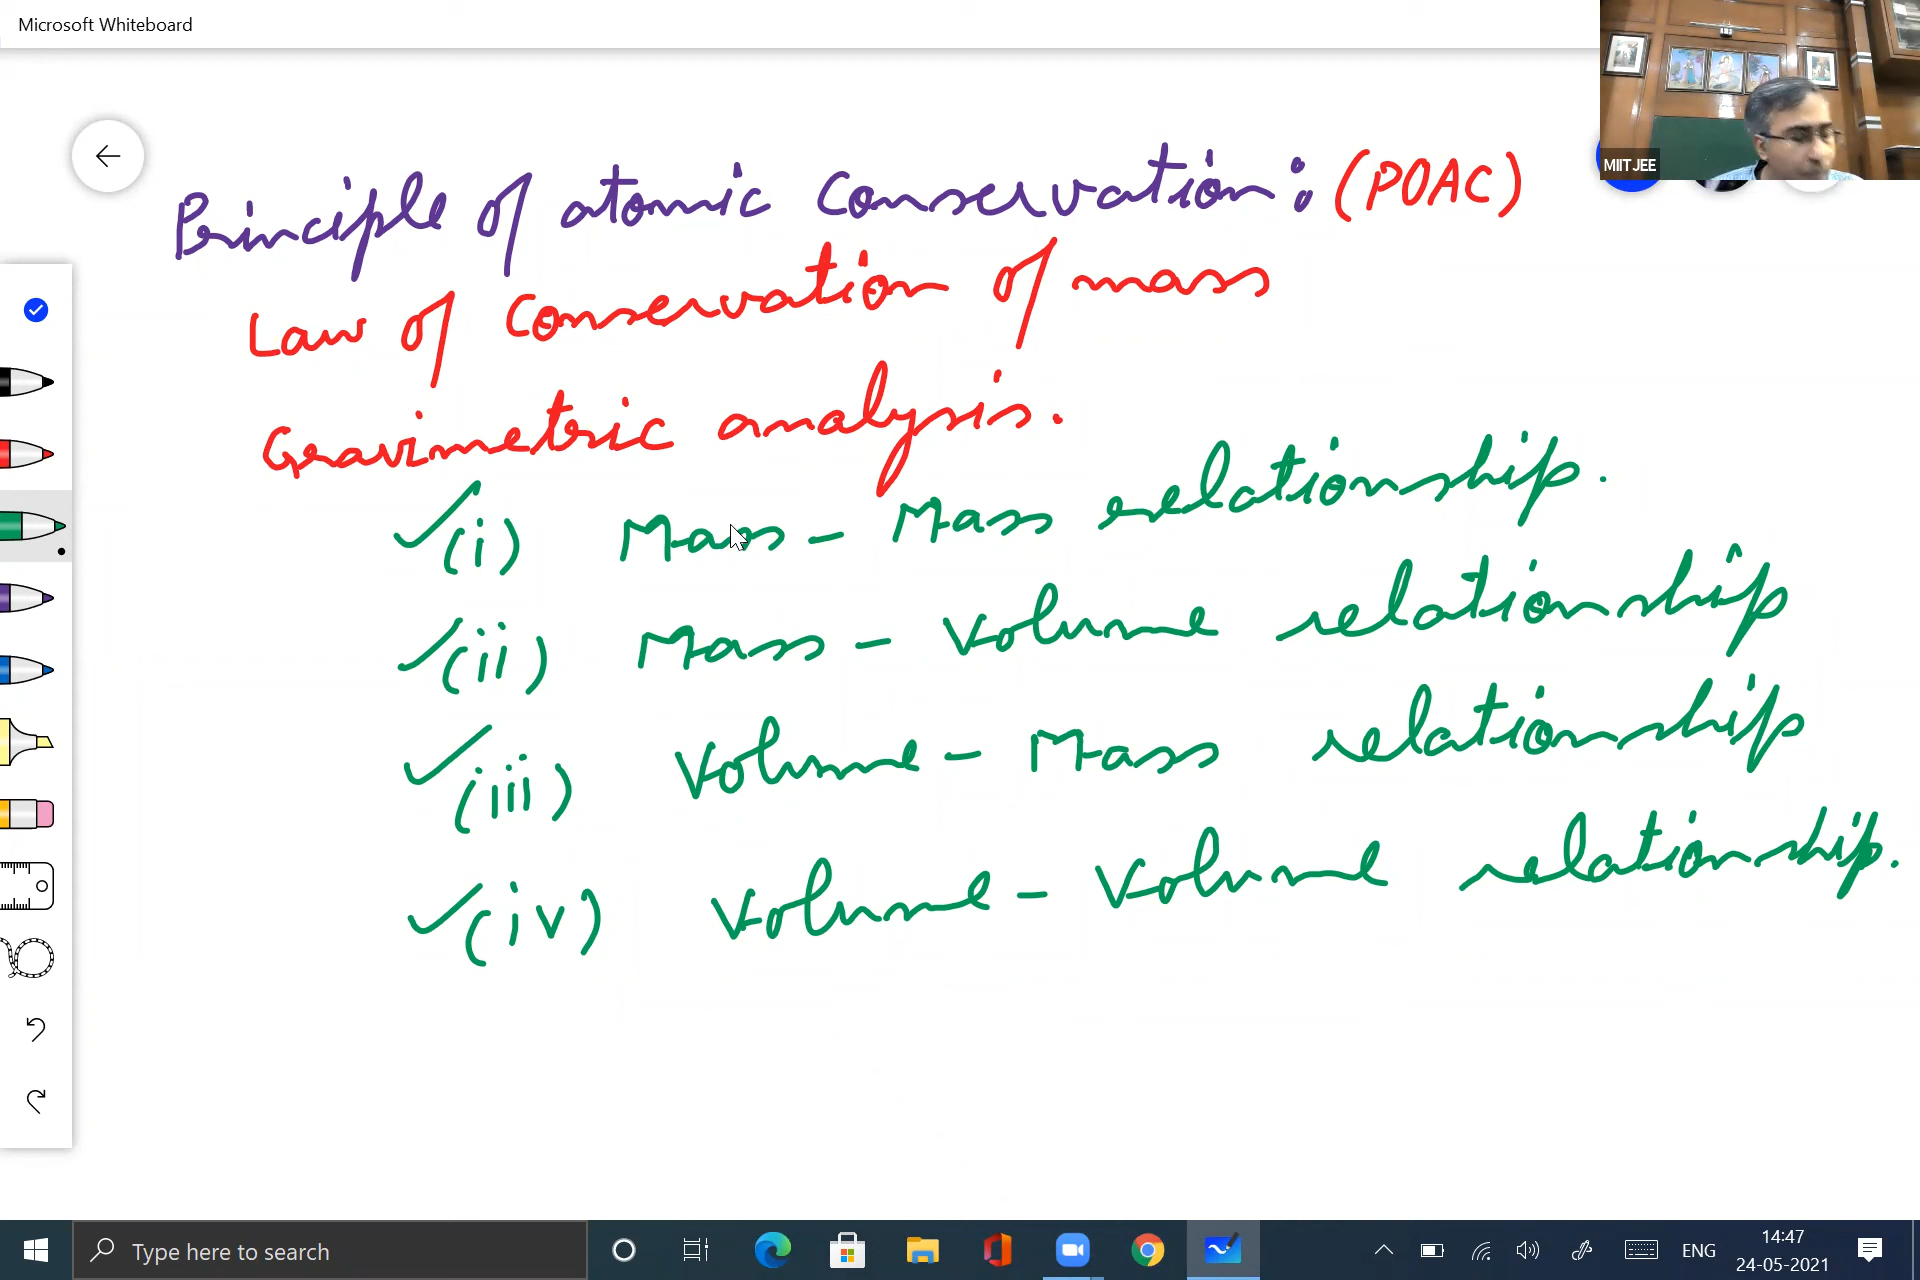 Microsoft Whiteboard
MIITJEE
Principle of atomic conservation: (POAC)
Law of conservation of mass
Gravimetric analysis.
(i) Mass - Mass relationship.
(ii) Mass - Volume relationship
(iii) Volume - Mass relationship
(iv) Volume - Volume relationship.
Type here to search
ENG
14:47
24-05-2021